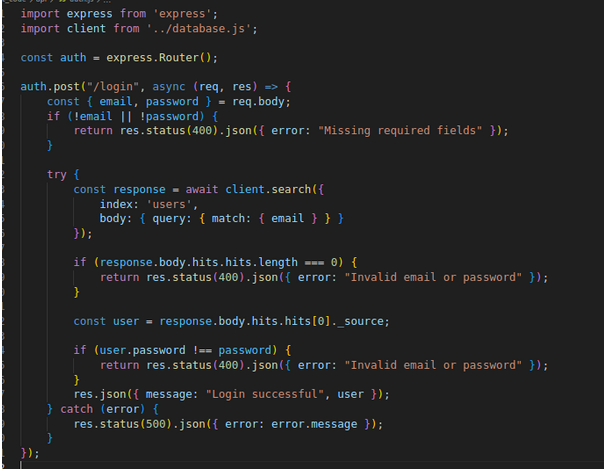 import express from 'express';
import client from '../database.js';
const auth = express.Router();
auth.post("/login", async (req, res) => {
const { email, password } = req.body;
if (!email || !password) {
return res.status(400).json({ error: "Missing required fields" });
}
try {
const response = await client.search({
index: 'users',
body: { query: { match: { email } } }
});
if (response.body.hits.hits.length === 0) {
return res.status(400).json({ error: "Invalid email or password" });
}
const user = response.body.hits.hits[0]._source;
if (user.password !== password) {
return res.status(400).json({ error: "Invalid email or password" });
}
res.json({ message: "Login successful", user });
} catch (error) {
res.status(500).json({ error: error.message });
}
});